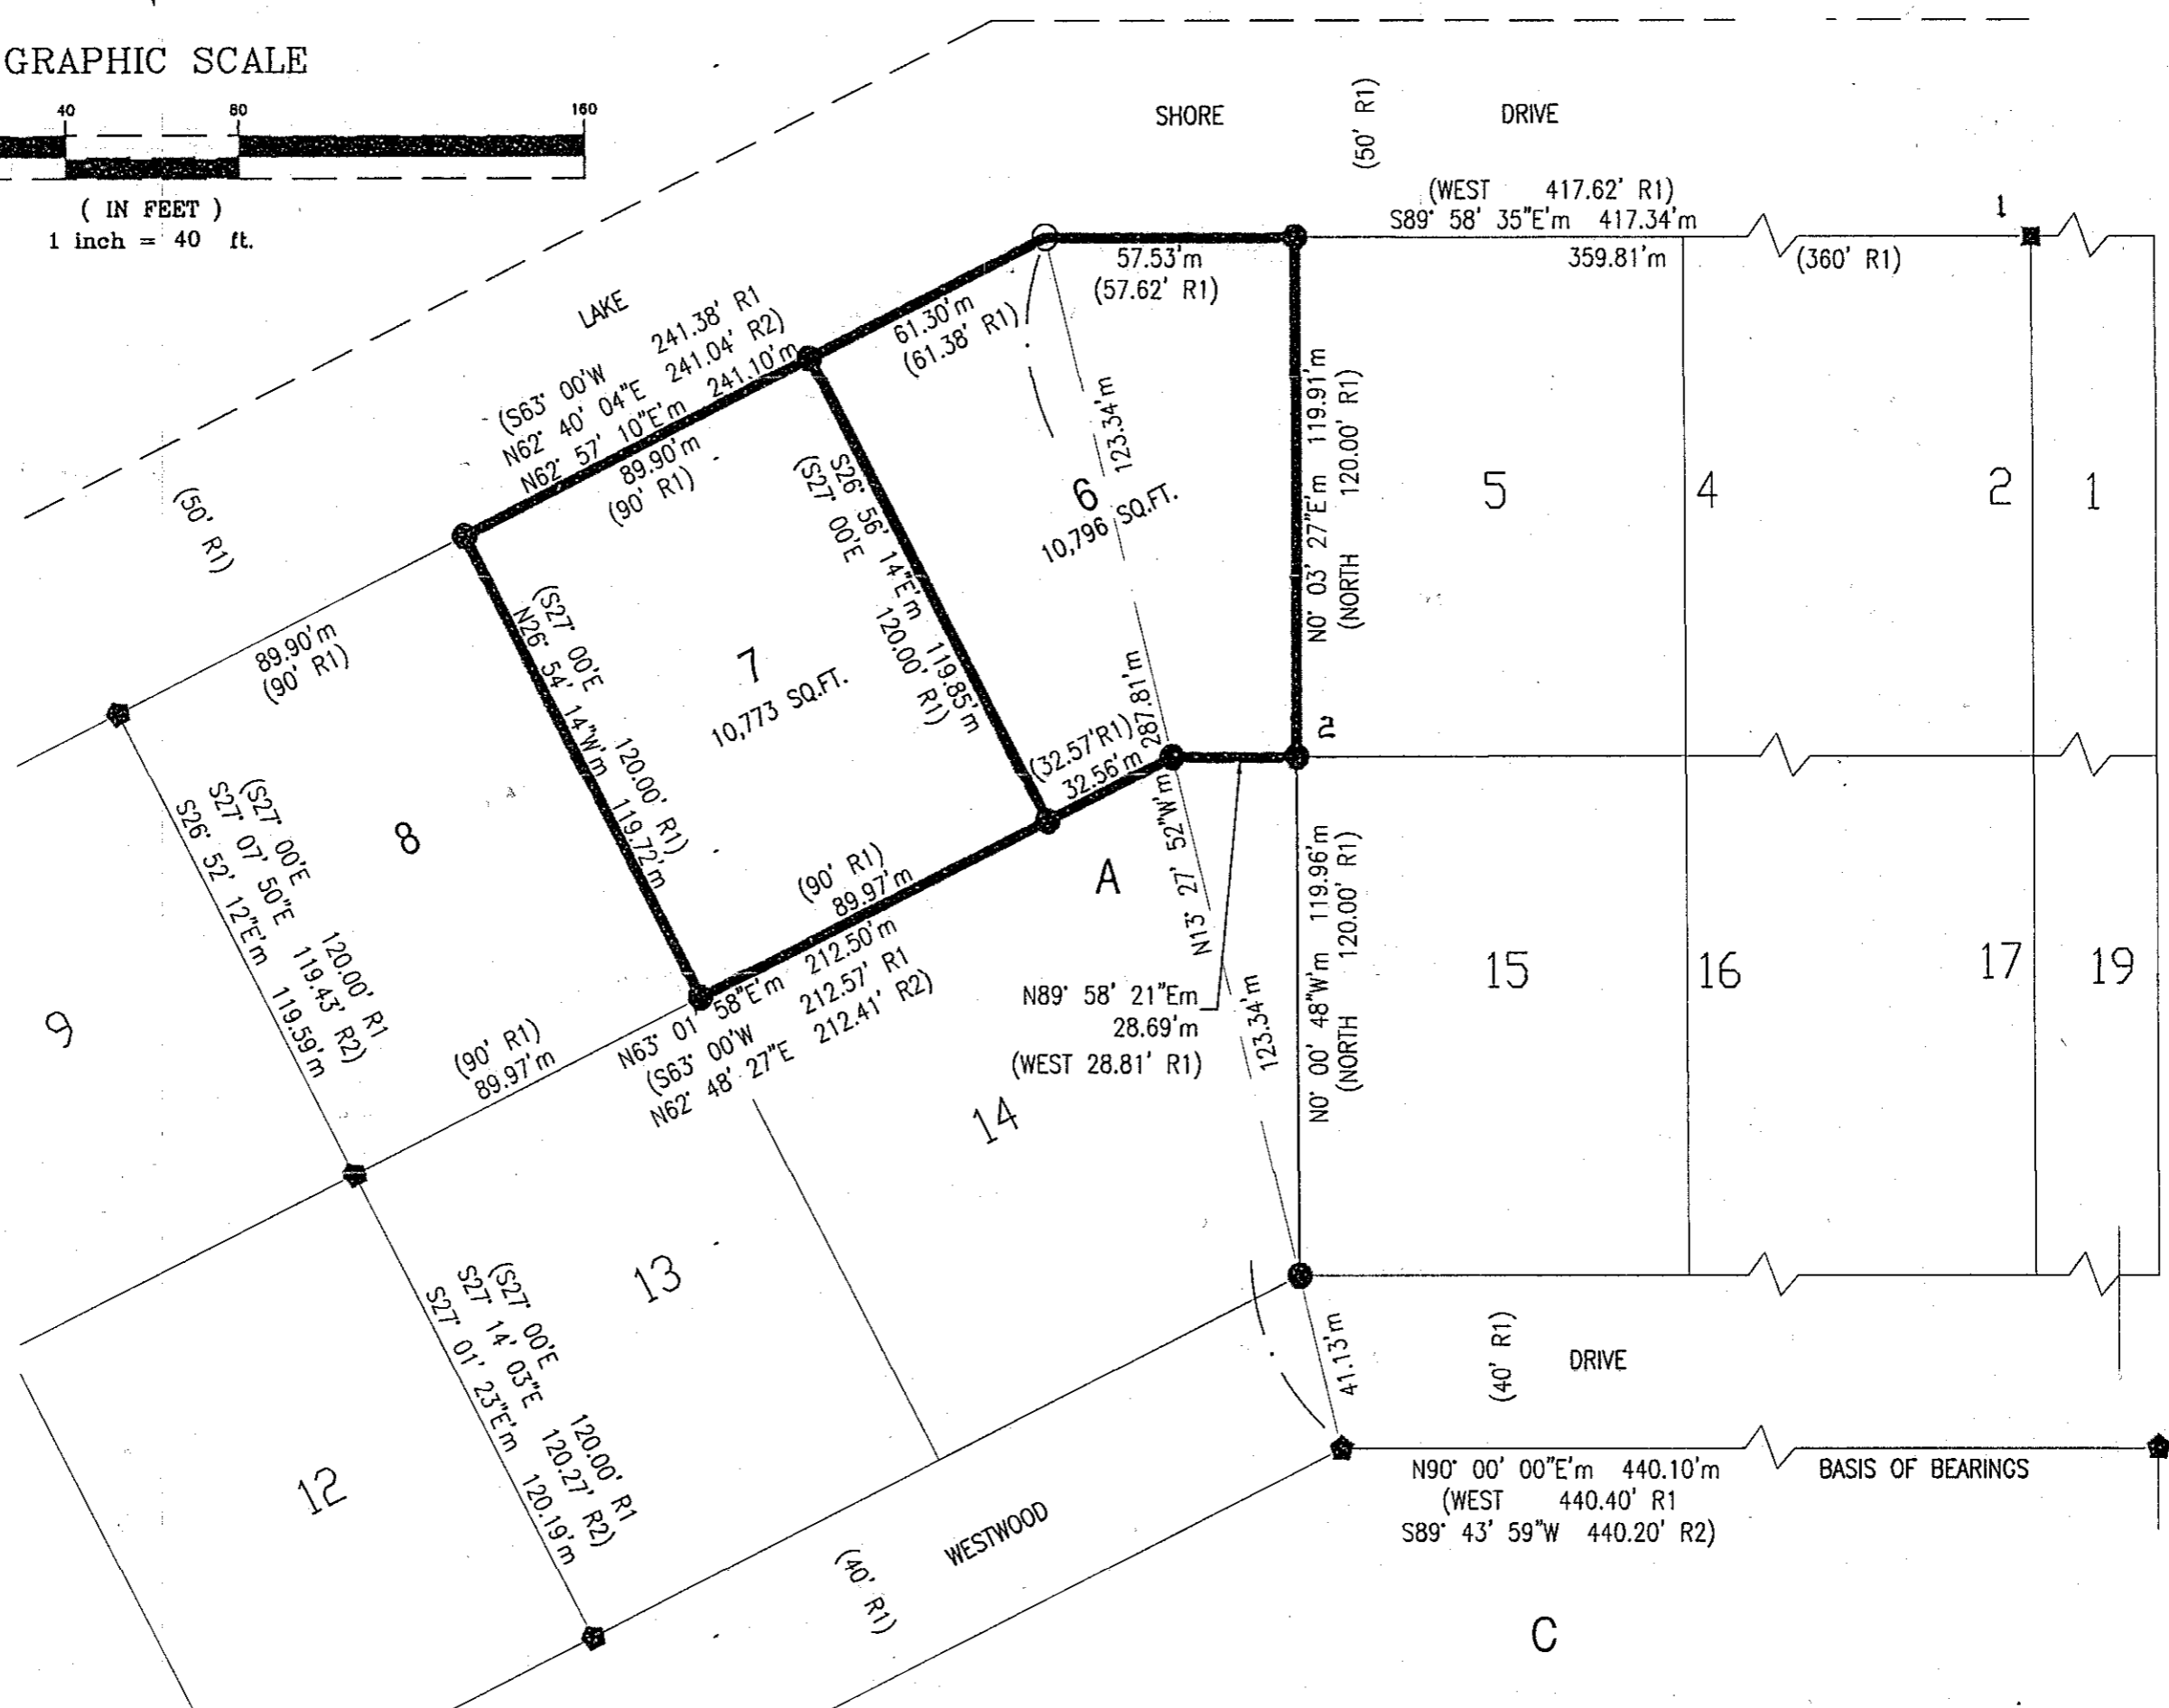 GRAPHIC SCALE
40 80 160
( IN FEET )
1 inch = 40 ft.
SHORE
DRIVE
(50' R1)
(WEST 417.62' R1)
S89° 58' 35"E'm 417.34'm
359.81'm
(360' R1)
1
57.53'm
(57.62' R1)
LAKE
61.30'm
(61.38' R1)
(S63° 00'W 241.38' R1
N62° 40' 04"E 241.04' R2)
N62° 57' 10"E'm 241.10'm
89.90'm
(90' R1)
(50' R1)
123.34'm
6
10,796 SQ.FT.
N0° 03' 27"E'm 119.91'm
(NORTH 120.00' R1)
5
4
2
1
S26° 56' 14"E'm 119.85'm
(S27° 00'E 120.00' R1)
7
10,773 SQ.FT.
(S27° 00'E 120.00' R1)
N26° 54' 14"W'm 119.72'm
89.90'm
(90' R1)
287.81'm
N13° 27' 52"W'm
2
(32.57'R1)
32.56'm
8
(S27° 00'E 120.00' R1
S27° 07' 50"E 119.43' R2)
S26° 52' 12"E'm 119.59'm
(90' R1)
89.97'm
A
N0° 00' 48"W'm 119.96'm
(NORTH 120.00' R1)
15
16
17
19
9
(90' R1)
89.97'm
N63° 01' 58"E'm 212.50'm
(S63° 00'W 212.57' R1
N62° 48' 27"E 212.41' R2)
N89° 58' 21"Em
28.69'm
(WEST 28.81' R1)
123.34'm
14
13
(S27° 00'E 120.00' R1
S27° 14' 03"E 120.27' R2)
S27° 01' 23"E'm 120.19'm
41.13'm
(40' R1)
DRIVE
12
WESTWOOD
(40' R1)
N90° 00' 00"E'm 440.10'm
BASIS OF BEARINGS
(WEST 440.40' R1
S89° 43' 59"W 440.20' R2)
C